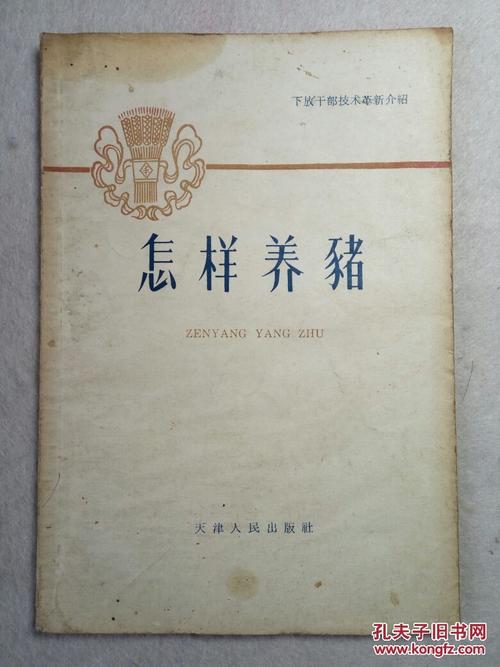 下放干部技术革新介紹
怎样养豬
ZENYANG YANG ZHU
天津人民出版社
孔夫子旧书网
www.kongfz.com